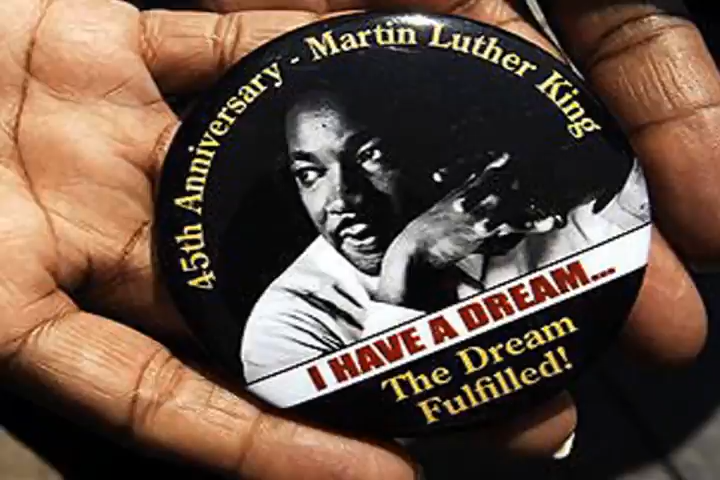 45th Anniversary - Martin Luther King
I HAVE A DREAM...
The Dream
Fulfilled!